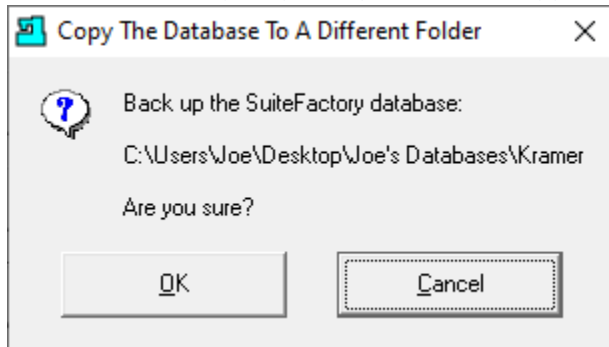 Copy The Database To A Different Folder
Back up the SuiteFactory database:
C:\Users\Joe\Desktop\Joe's Databases\Kramer
Are you sure?
OK
Cancel